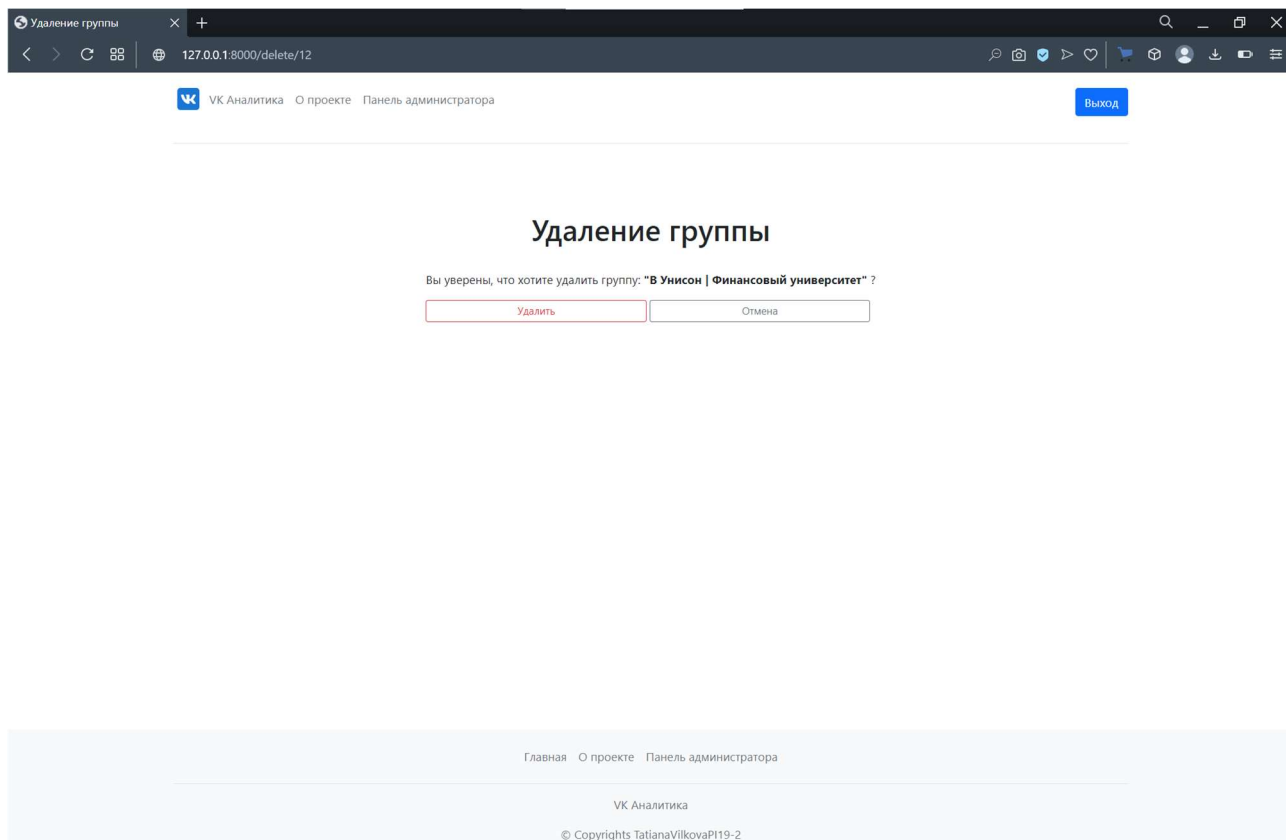 Удаление группы
127.0.0.1:8000/delete/12
VK Аналитика О проекте Панель администратора
Выход
Удаление группы
Вы уверены, что хотите удалить группу: "В Унисон | Финансовый университет" ?
Удалить Отмена
Главная О проекте Панель администратора
VK Аналитика
© Copyrights TatianaVilkovaPI19-2